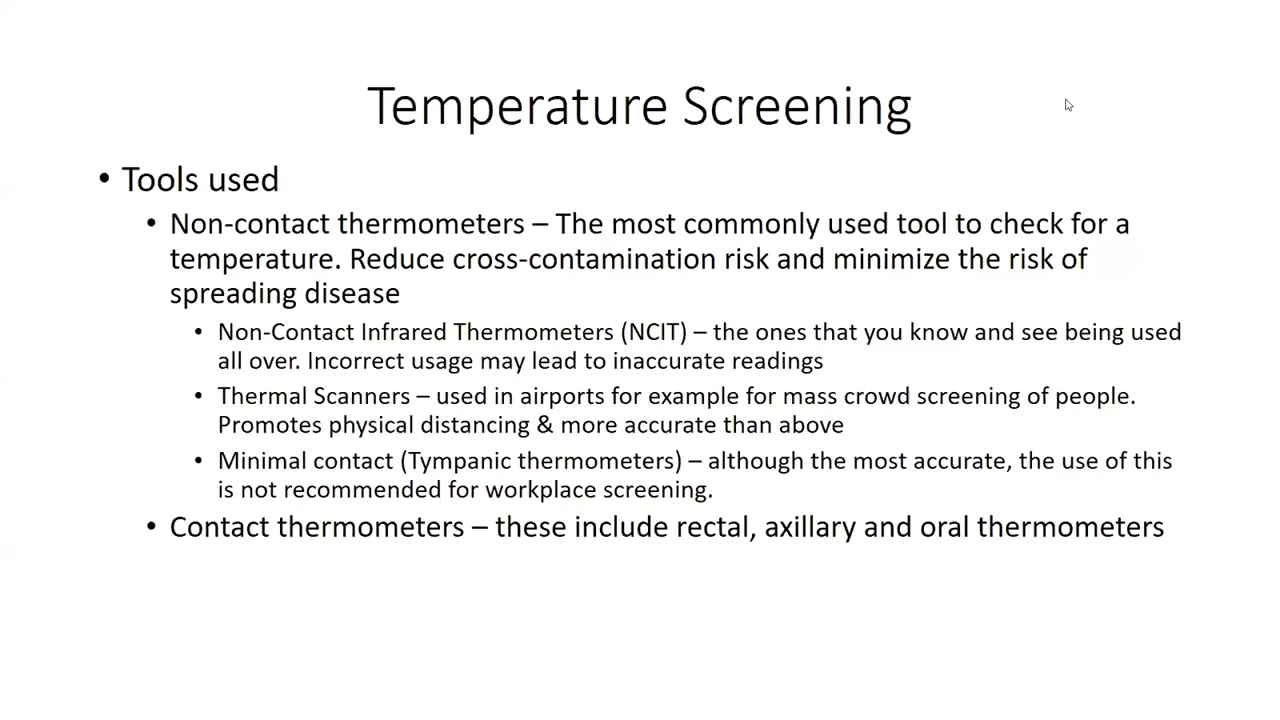 Temperature Screening
• Tools used
• Non-contact thermometers – The most commonly used tool to check for a
temperature. Reduce cross-contamination risk and minimize the risk of
spreading disease
• Non-Contact Infrared Thermometers (NCIT) – the ones that you know and see being used
all over. Incorrect usage may lead to inaccurate readings
• Thermal Scanners – used in airports for example for mass crowd screening of people.
Promotes physical distancing & more accurate than above
• Minimal contact (Tympanic thermometers) – although the most accurate, the use of this
is not recommended for workplace screening.
• Contact thermometers – these include rectal, axillary and oral thermometers